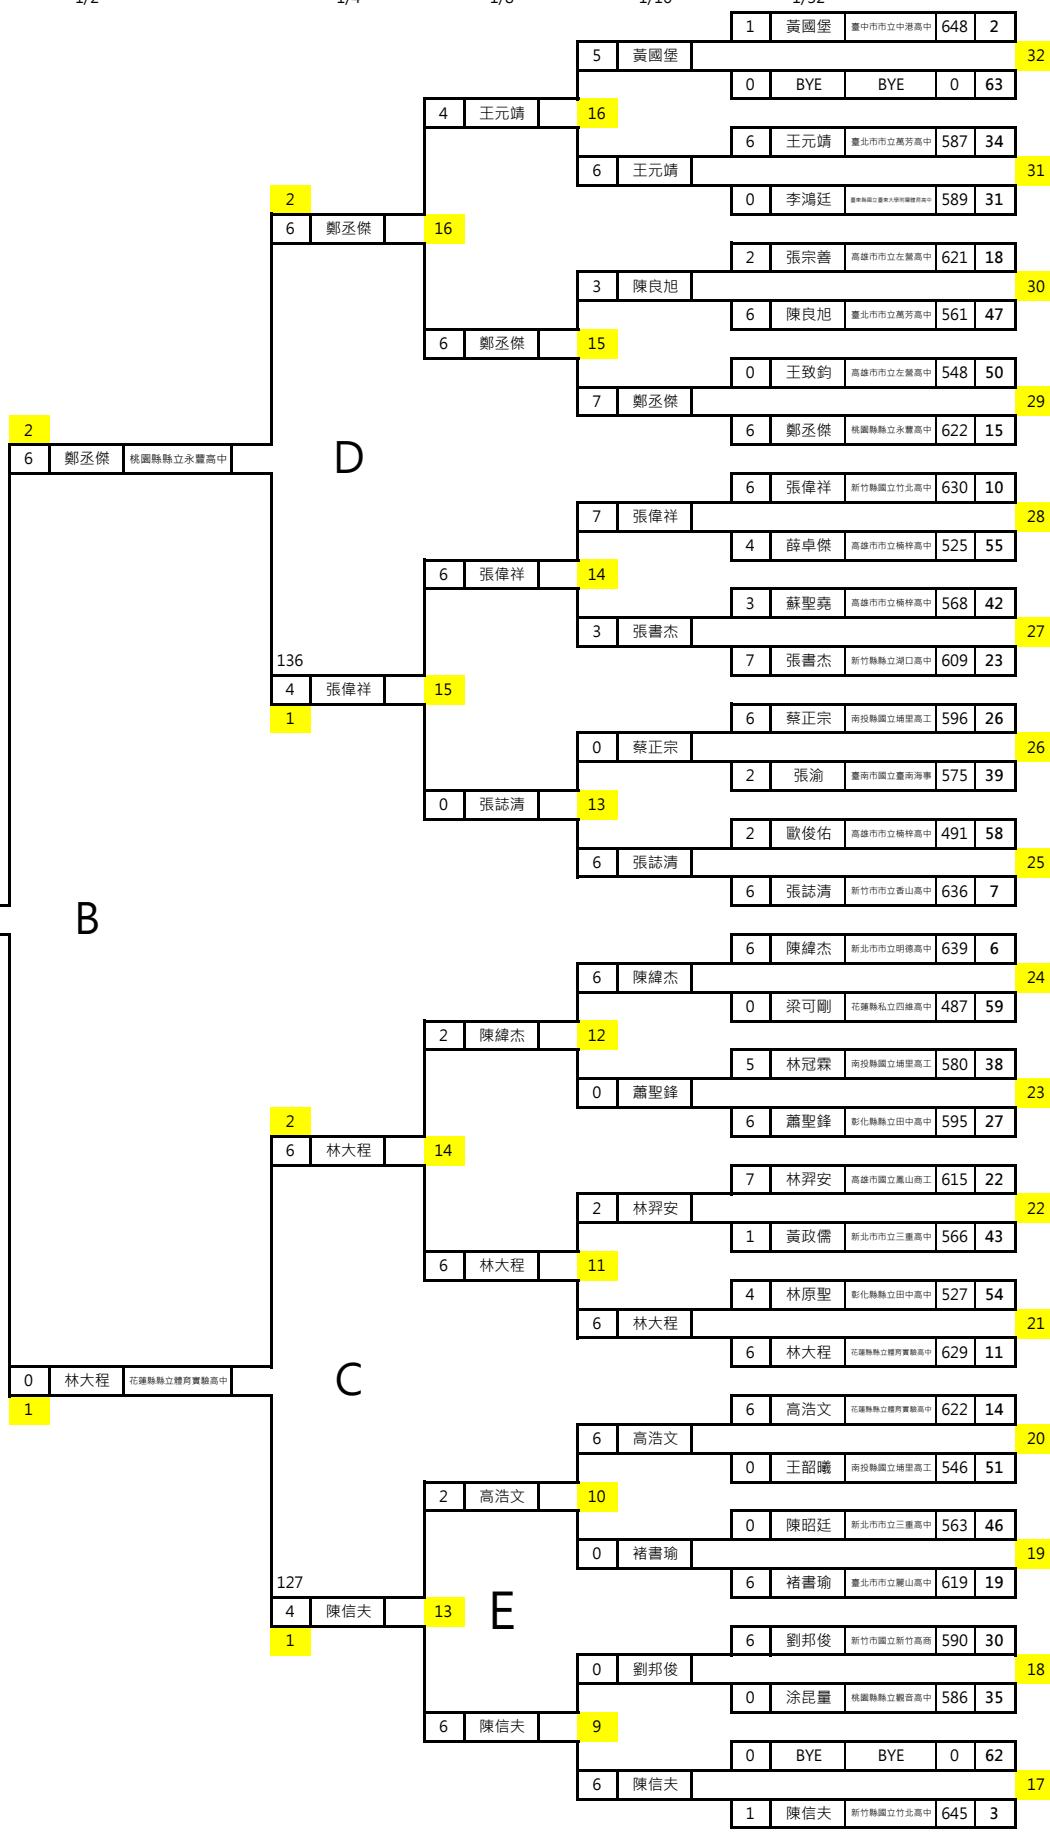 1/2 1/4 1/8 1/16 1/32
1 黃國堡 臺中市市立中港高中 648 2
5 黃國堡 32
0 BYE BYE 0 63
4 王元靖 16
6 王元靖 臺北市市立萬芳高中 587 34
6 王元靖 31
2
0 李鴻廷 589 31
6 鄭丞傑 16
2 張宗善 高雄市市立左營高中 621 18
3 陳良旭 30
6 陳良旭 臺北市市立萬芳高中 561 47
6 鄭丞傑 15
0 王致鈞 高雄市市立左營高中 548 50
7 鄭丞傑 29
2
6 鄭丞傑 桃園縣縣立永豐高中 622 15
6 鄭丞傑 桃園縣縣立永豐高中
D
6 張偉祥 新竹縣國立竹北高中 630 10
7 張偉祥 28
4 薛卓傑 高雄市市立楠梓高中 525 55
6 張偉祥 14
3 蘇聖堯 高雄市市立楠梓高中 568 42
3 張書杰 27
136
7 張書杰 新竹縣縣立湖口高中 609 23
4 張偉祥 15
1
6 蔡正宗 南投縣國立埔里高工 596 26
0 蔡正宗 26
2 張渝 臺南市國立臺南海事 575 39
0 張誌清 13
2 歐俊佑 高雄市市立楠梓高中 491 58
6 張誌清 25
6 張誌清 新竹市市立香山高中 636 7
B
6 陳緯杰 新北市市立明德高中 639 6
6 陳緯杰 24
0 梁可剛 花蓮縣私立四維高中 487 59
2 陳緯杰 12
5 林冠霖 南投縣國立埔里高工 580 38
0 蕭聖鋒 23
2
6 蕭聖鋒 彰化縣縣立田中高中 595 27
6 林大程 14
7 林羿安 高雄市國立鳳山商工 615 22
2 林羿安 22
1 黃政儒 新北市市立三重高中 566 43
6 林大程 11
4 林原聖 彰化縣縣立田中高中 527 54
6 林大程 21
6 林大程 花蓮縣縣立體育實驗高中 629 11
0 林大程 花蓮縣縣立體育實驗高中
C
1
6 高浩文 花蓮縣縣立體育實驗高中 622 14
6 高浩文 20
0 王韶曦 南投縣國立埔里高工 546 51
2 高浩文 10
0 陳昭廷 新北市市立三重高中 563 46
0 褚書瑜 19
127
6 褚書瑜 臺北市市立麗山高中 619 19
4 陳信夫 13
E
1
6 劉邦俊 新竹市國立新竹高商 590 30
0 劉邦俊 18
0 涂昆量 桃園縣縣立觀音高中 586 35
6 陳信夫 9
0 BYE BYE 0 62
6 陳信夫 17
1 陳信夫 新竹縣國立竹北高中 645 3